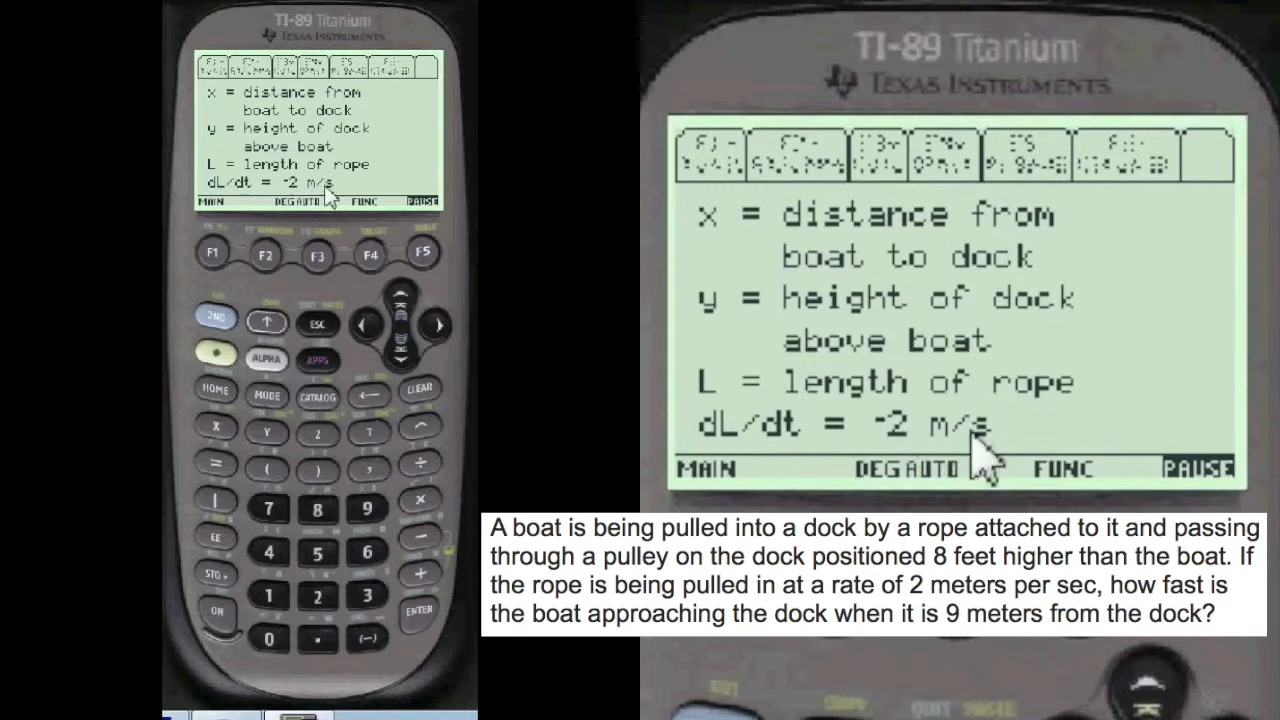 TI-89 Titanium
TEXAS INSTRUMENTS
x = distance from
boat to dock
y = height of dock
above boat
L = length of rope
dL/dt = -2 m/s
MAIN DEG AUTO FUNC PAUSE
F1 F2 F3 F4 F5
2ND ↑ ESC
ALPHA APPS
HOME MODE CATALOG ← CLEAR
X Y Z T ^
= ( ) , ÷
| 7 8 9 ×
EE 4 5 6 −
STO▸ 1 2 3 +
ON 0 . (−) ENTER
TI-89 Titanium
TEXAS INSTRUMENTS
x = distance from
boat to dock
y = height of dock
above boat
L = length of rope
dL/dt = -2 m/s
MAIN DEG AUTO FUNC PAUSE
A boat is being pulled into a dock by a rope attached to it and passing
through a pulley on the dock positioned 8 feet higher than the boat. If
the rope is being pulled in at a rate of 2 meters per sec, how fast is
the boat approaching the dock when it is 9 meters from the dock?